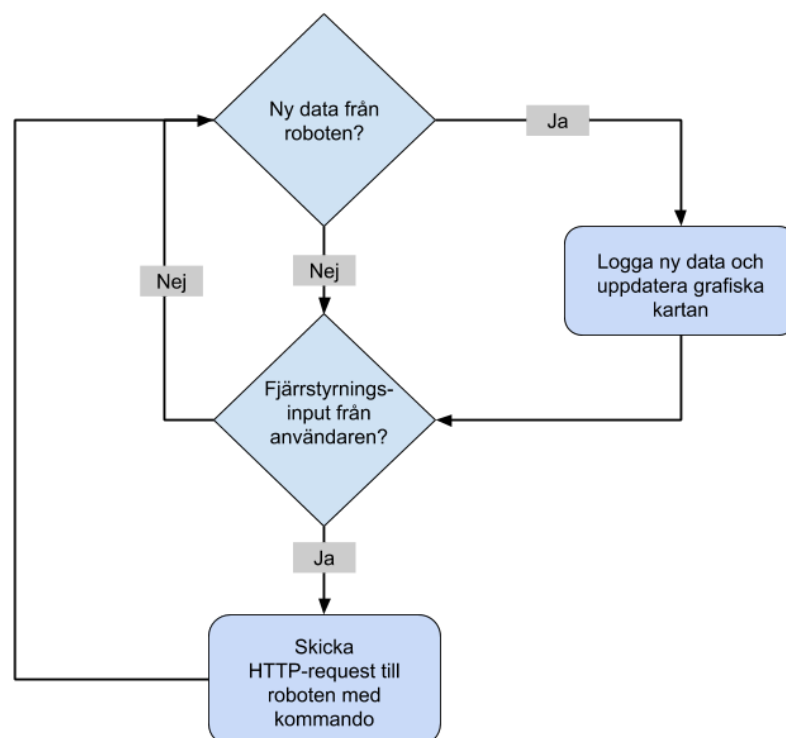 Ny data från
roboten?
Ja
Logga ny data och
uppdatera grafiska
kartan
Nej
Nej
Fjärrstyrnings-
input från
användaren?
Ja
Skicka
HTTP-request till
roboten med
kommando